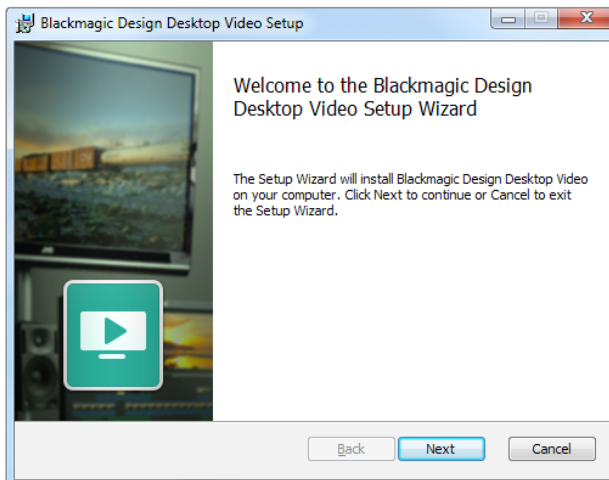 Blackmagic Design Desktop Video Setup
Welcome to the Blackmagic Design
Desktop Video Setup Wizard
The Setup Wizard will install Blackmagic Design Desktop Video
on your computer. Click Next to continue or Cancel to exit
the Setup Wizard.
JVC
Back Next Cancel